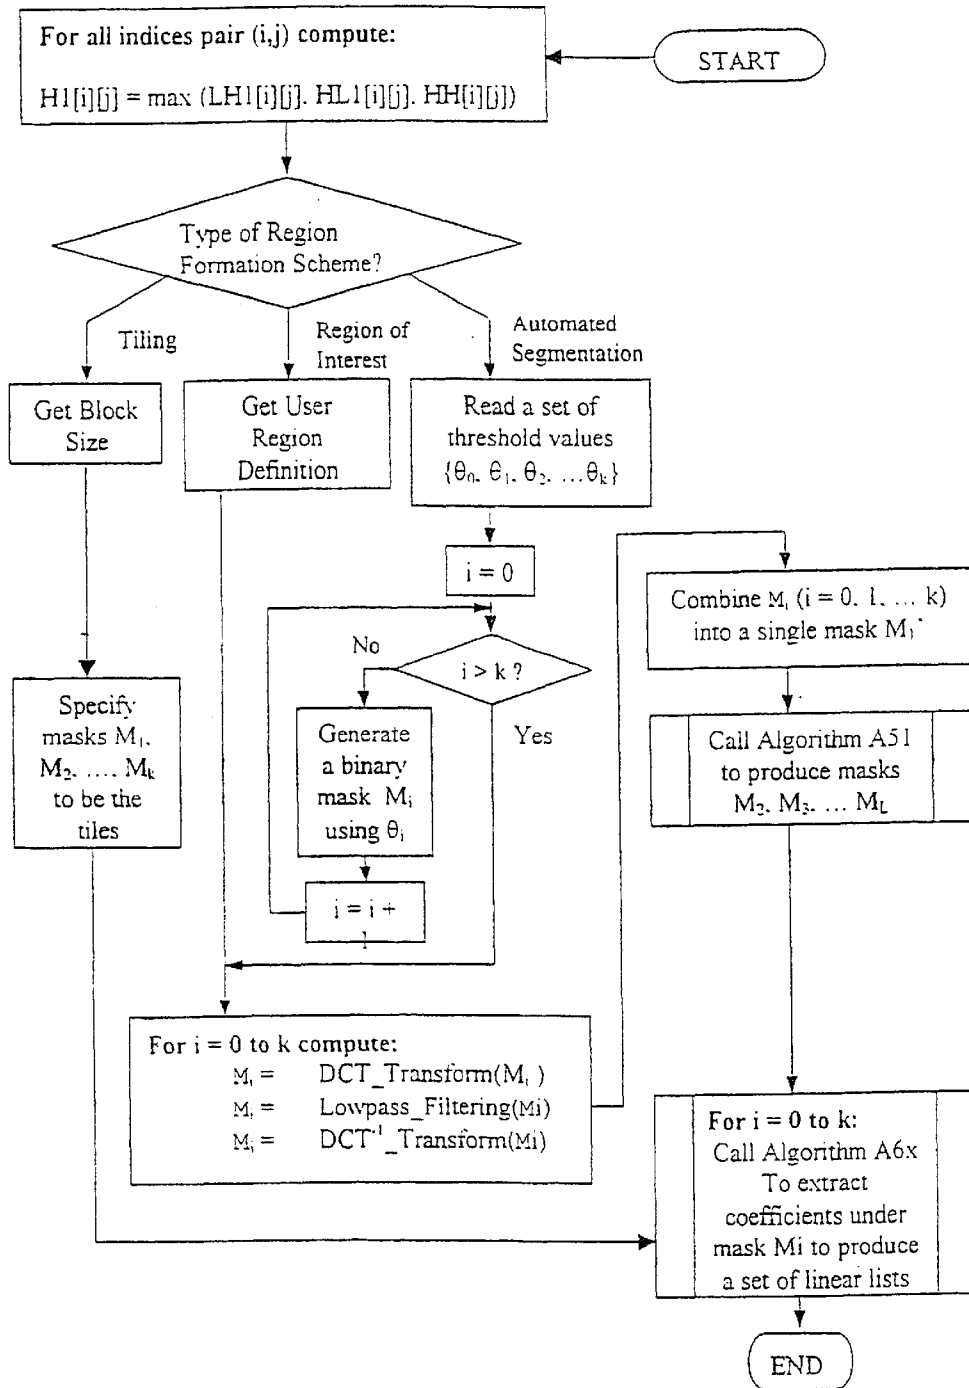 For all indices pair (i,j) compute:
H1[i][j] = max (LH1[i][j]. HL1[i][j]. HH[i][j])
START
Type of Region
Formation Scheme?
Tiling
Region of
Interest
Automated
Segmentation
Get Block
Size
Get User
Region
Definition
Read a set of
threshold values
{θ₀, θ₁, θ₂, ...θₖ}
i = 0
No
i > k ?
Yes
Generate
a binary
mask Mᵢ
using θᵢ
i = i +
1
Specify
masks M₁,
M₂, ..., Mₖ
to be the
tiles
For i = 0 to k compute:
Mᵢ = DCT_Transform(Mᵢ )
Mᵢ = Lowpass_Filtering(Mi)
Mᵢ = DCT⁻¹_Transform(Mi)
Combine Mᵢ (i = 0, 1, ... k)
into a single mask M₁
Call Algorithm A51
to produce masks
M₂, M₃, ... M_L
For i = 0 to k:
Call Algorithm A6x
To extract
coefficients under
mask Mi to produce
a set of linear lists
END